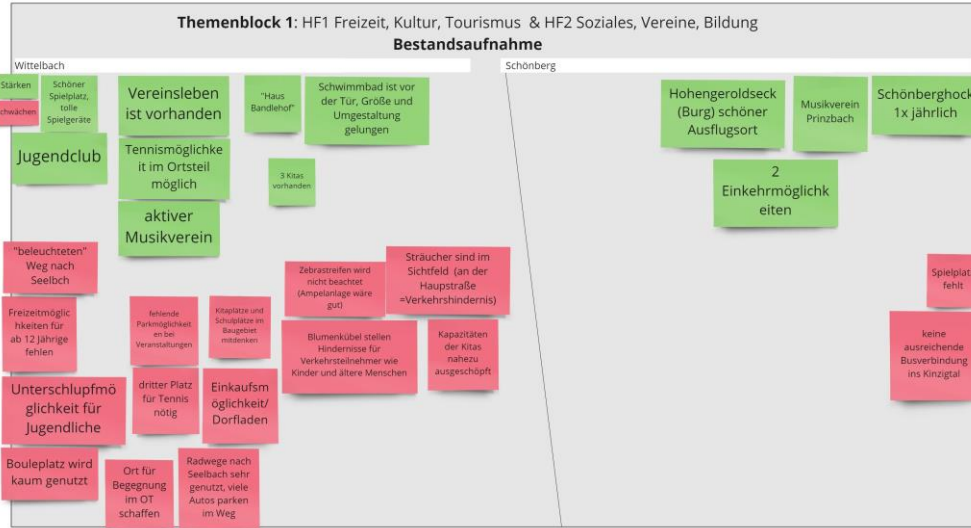 Themenblock 1: HF1 Freizeit, Kultur, Tourismus & HF2 Soziales, Vereine, Bildung
Bestandsaufnahme
Wittelbach
Schönberg
Stärken
chwächen
Schöner
Spielplatz,
tolle
Spielgeräte
Vereinsleben
ist vorhanden
"Haus
Bandlehof"
Schwimmbad ist vor
der Tür, Größe und
Umgestaltung
gelungen
Jugendclub
Tennismöglichke
it im Ortsteil
möglich
3 Kitas
vorhanden
aktiver
Musikverein
Hohengeroldseck
(Burg) schöner
Ausflugsort
Musikverein
Prinzbach
Schönberghock
1x jährlich
2
Einkehrmöglichk
eiten
"beleuchteten"
Weg nach
Seelbch
Zebrastreifen wird
nicht beachtet
(Ampelanlage wäre
gut)
Sträucher sind im
Sichtfeld (an der
Haupstraße
=Verkehrshindernis)
Freizeitmöglic
hkeiten für
ab 12 Jährige
fehlen
fehlende
Parkmöglichkeit
en bei
Veranstaltungen
Kitaplätze und
Schulplätze im
Baugebiet
mitdenken
Blumenkübel stellen
Hindernisse für
Verkehrsteilnehmer wie
Kinder und ältere Menschen
Kapazitäten
der Kitas
nahezu
ausgeschöpft
Unterschlupfmö
glichkeit für
Jugendliche
dritter Platz
für Tennis
nötig
Einkaufsm
öglichkeit/
Dorfladen
Bouleplatz wird
kaum genutzt
Ort für
Begegnung
im OT
schaffen
Radwege nach
Seelbach sehr
genutzt, viele
Autos parken
im Weg
Spielplat
fehlt
keine
ausreichende
Busverbindung
ins Kinzigtal